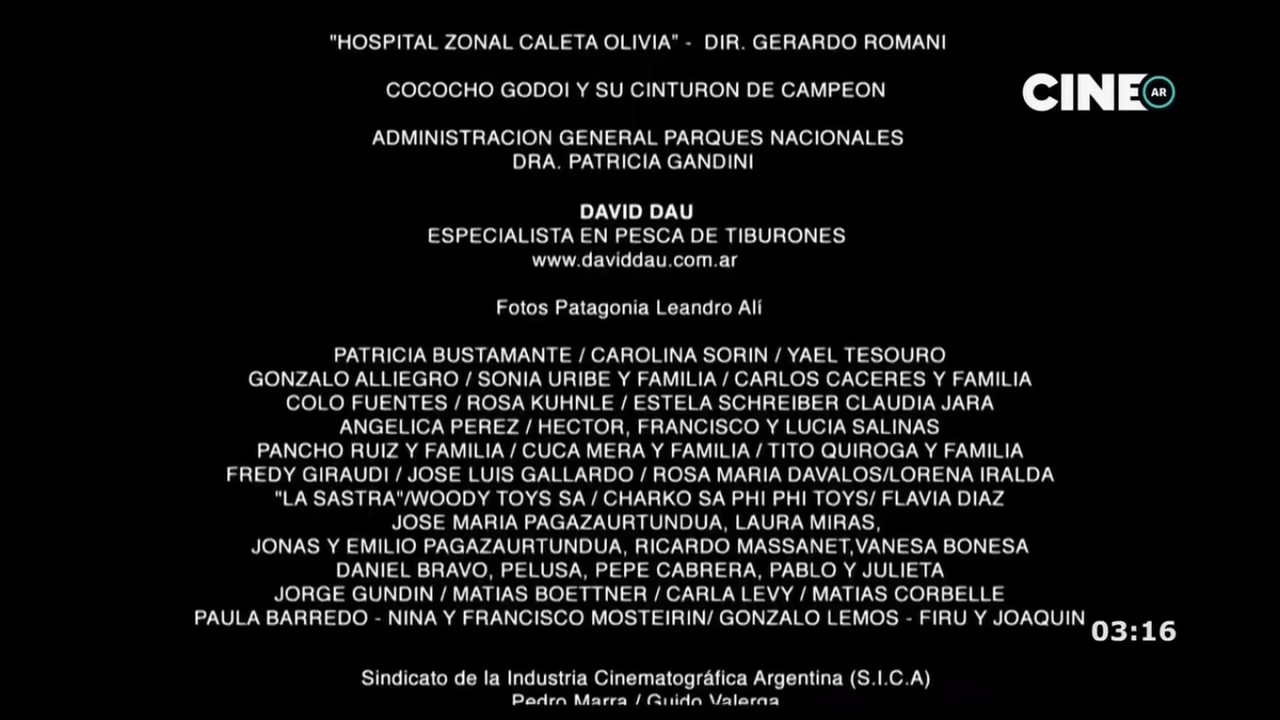 "HOSPITAL ZONAL CALETA OLIVIA" - DIR. GERARDO ROMANI
CINE AR
COCOCHO GODOI Y SU CINTURON DE CAMPEON
ADMINISTRACION GENERAL PARQUES NACIONALES
DRA. PATRICIA GANDINI
DAVID DAU
ESPECIALISTA EN PESCA DE TIBURONES
www.daviddau.com.ar
Fotos Patagonia Leandro Alí
PATRICIA BUSTAMANTE / CAROLINA SORIN / YAEL TESOURO
GONZALO ALLIEGRO / SONIA URIBE Y FAMILIA / CARLOS CACERES Y FAMILIA
COLO FUENTES / ROSA KUHNLE / ESTELA SCHREIBER CLAUDIA JARA
ANGELICA PEREZ / HECTOR, FRANCISCO Y LUCIA SALINAS
PANCHO RUIZ Y FAMILIA / CUCA MERA Y FAMILIA / TITO QUIROGA Y FAMILIA
FREDY GIRAUDI / JOSE LUIS GALLARDO / ROSA MARIA DAVALOS/LORENA IRALDA
"LA SASTRA"/WOODY TOYS SA / CHARKO SA PHI PHI TOYS/ FLAVIA DIAZ
JOSE MARIA PAGAZAURTUNDUA, LAURA MIRAS,
JONAS Y EMILIO PAGAZAURTUNDUA, RICARDO MASSANET,VANESA BONESA
DANIEL BRAVO, PELUSA, PEPE CABRERA, PABLO Y JULIETA
JORGE GUNDIN / MATIAS BOETTNER / CARLA LEVY / MATIAS CORBELLE
PAULA BARREDO - NINA Y FRANCISCO MOSTEIRIN/ GONZALO LEMOS - FIRU Y JOAQUIN
03:16
Sindicato de la Industria Cinematográfica Argentina (S.I.C.A)
Pedro Marra / Guido Valerga